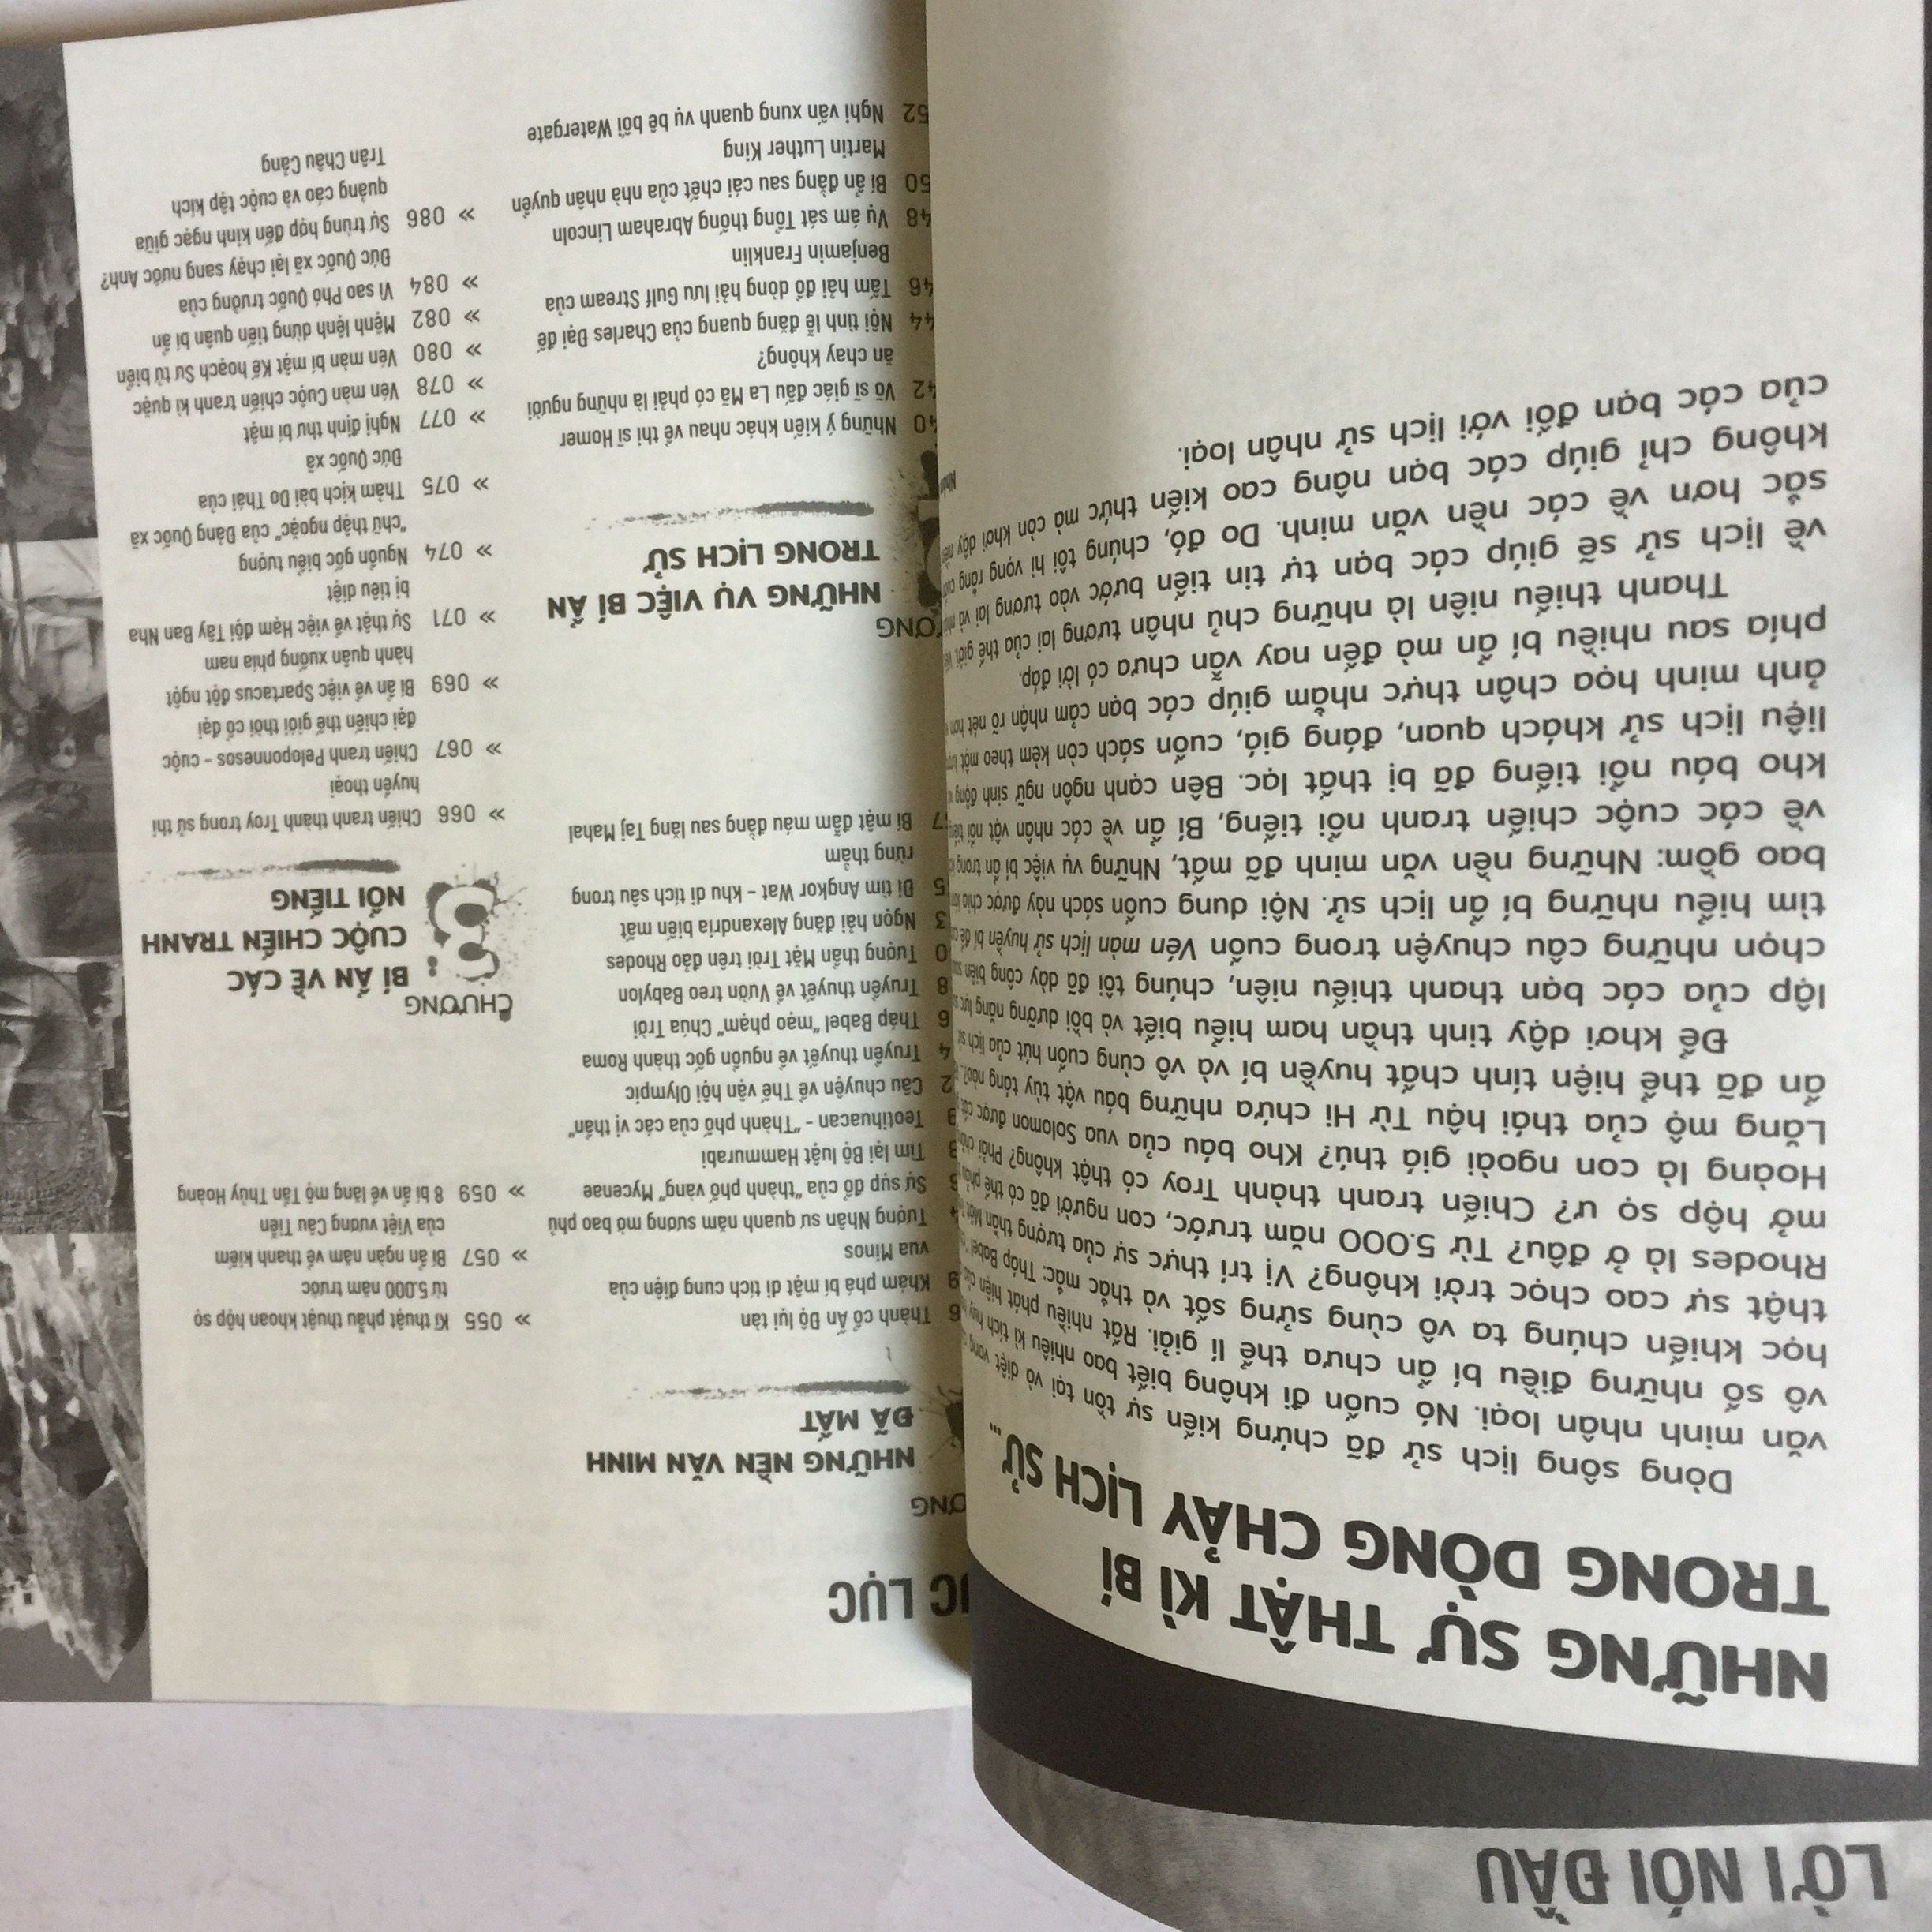 LỜI NÓI ĐẦU
NHỮNG SỰ THẬT KÌ BÍ
TRONG DÒNG CHẢY LỊCH SỬ...
Dòng sông lịch sử đã chứng kiến sự tồn tại và diệt vong
văn minh nhân loại. Nó cuốn đi không biết bao nhiêu kì tích huy
vô số những điều bí ẩn chưa thể lí giải. Rất nhiều phát hiện của
học khiến chúng ta vô cùng sửng sốt và thắc mắc: Tháp Babel
thật sự cao chọc trời không? Vị trí thực sự của tượng thần Mặt
Rhodes là ở đâu? Từ 5.000 năm trước, con người đã có thể phẫu
mở hộp sọ ư? Chiến tranh thành Troy có thật không? Phải chăng
Hoàng là con ngoài giá thú? Kho báu của vua Solomon được cất
Lăng mộ của thái hậu Từ Hi chứa những báu vật tùy táng nào?
ẩn đã thể hiện tính chất huyền bí và vô cùng cuốn hút của lịch sử
Để khơi dậy tinh thần ham hiểu biết và bồi dưỡng năng lực
lập của các bạn thanh thiếu niên, chúng tôi đã dày công biên soạn
chọn những câu chuyện trong cuốn Vén màn lịch sử huyền bí để
tìm hiểu những bí ẩn lịch sử. Nội dung cuốn sách này được chia
bao gồm: Những nền văn minh đã mất, Những vụ việc bí ẩn trong
về các cuộc chiến tranh nổi tiếng, Bí ẩn về các nhân vật nổi tiếng
kho báu nổi tiếng đã bị thất lạc. Bên cạnh ngôn ngữ sinh động
liệu lịch sử khách quan, đáng giá, cuốn sách còn kèm theo một
ảnh minh họa chân thực nhằm giúp các bạn cảm nhận rõ nét hơn
phía sau nhiều bí ẩn mà đến nay vẫn chưa có lời đáp.
Thanh thiếu niên là những chủ nhân tương lai của thế giới,
về lịch sử sẽ giúp các bạn tự tin tiến bước vào tương lai và
sắc hơn về các nền văn minh. Do đó, chúng tôi hi vọng rằng cuốn
không chỉ giúp các bạn nâng cao kiến thức mà còn khơi dậy
của các bạn đối với lịch sử nhân loại.
LỤC
NHỮNG NỀN VĂN MINH
ĐÃ MẤT
Thành cổ Ấn Độ lụi tàn
Khám phá bí mật di tích cung điện của
vua Minos
Tượng Nhân sư quanh năm sương mờ bao phủ
Sự sụp đổ của "thành phố vàng" Mycenae
Tìm lại Bộ luật Hammurabi
Teotihuacan - "Thành phố của các vị thần"
Câu chuyện về Thế vận hội Olympic
Truyền thuyết về nguồn gốc thành Roma
Tháp Babel "mạo phạm" Chúa Trời
Truyền thuyết về Vườn treo Babylon
Tượng thần Mặt Trời trên đảo Rhodes
Ngọn hải đăng Alexandria biến mất
Đi tìm Angkor Wat – khu di tích sâu trong
rừng thẳm
Bí mật đẫm máu đằng sau lăng Taj Mahal
NHỮNG VỤ VIỆC BÍ ẨN
TRONG LỊCH SỬ
40 Những ý kiến khác nhau về thi sĩ Homer
42 Võ sĩ giác đấu La Mã có phải là những người
ăn chay không?
44 Nội tình lễ đăng quang của Charles Đại đế
46 Tấm hải đồ dòng hải lưu Gulf Stream của
Benjamin Franklin
48 Vụ ám sát Tổng thống Abraham Lincoln
50 Bí ẩn đằng sau cái chết của nhà nhân quyền
Martin Luther King
52 Nghi vấn xung quanh vụ bê bối Watergate
» 055 Kĩ thuật phẫu thuật khoan hộp sọ
từ 5.000 năm trước
» 057 Bí ẩn ngàn năm về thanh kiếm
của Việt vương Câu Tiễn
» 059 8 bí ẩn về lăng mộ Tần Thủy Hoàng
CHƯƠNG
3
BÍ ẨN VỀ CÁC
CUỘC CHIẾN TRANH
NỔI TIẾNG
» 066 Chiến tranh thành Troy trong sử thi
huyền thoại
» 067 Chiến tranh Peloponnesos – cuộc
đại chiến thế giới thời cổ đại
» 069 Bí ẩn về việc Spartacus đột ngột
hành quân xuống phía nam
» 071 Sự thật về việc Hạm đội Tây Ban Nha
bị tiêu diệt
» 074 Nguồn gốc biểu tượng
"chữ thập ngoặc" của Đảng Quốc xã
» 075 Thảm kịch bài Do Thái của
Đức Quốc xã
» 077 Nghị định thư bí mật
» 078 Vén màn Cuộc chiến tranh kì quặc
» 080 Vén màn bí mật Kế hoạch Sư tử biển
» 082 Mệnh lệnh dừng tiến quân bí ẩn
» 084 Vì sao Phó Quốc trưởng của
Đức Quốc xã lại chạy sang nước Anh?
» 086 Sự trùng hợp đến kinh ngạc giữa
quảng cáo và cuộc tập kích
Trân Châu Cảng